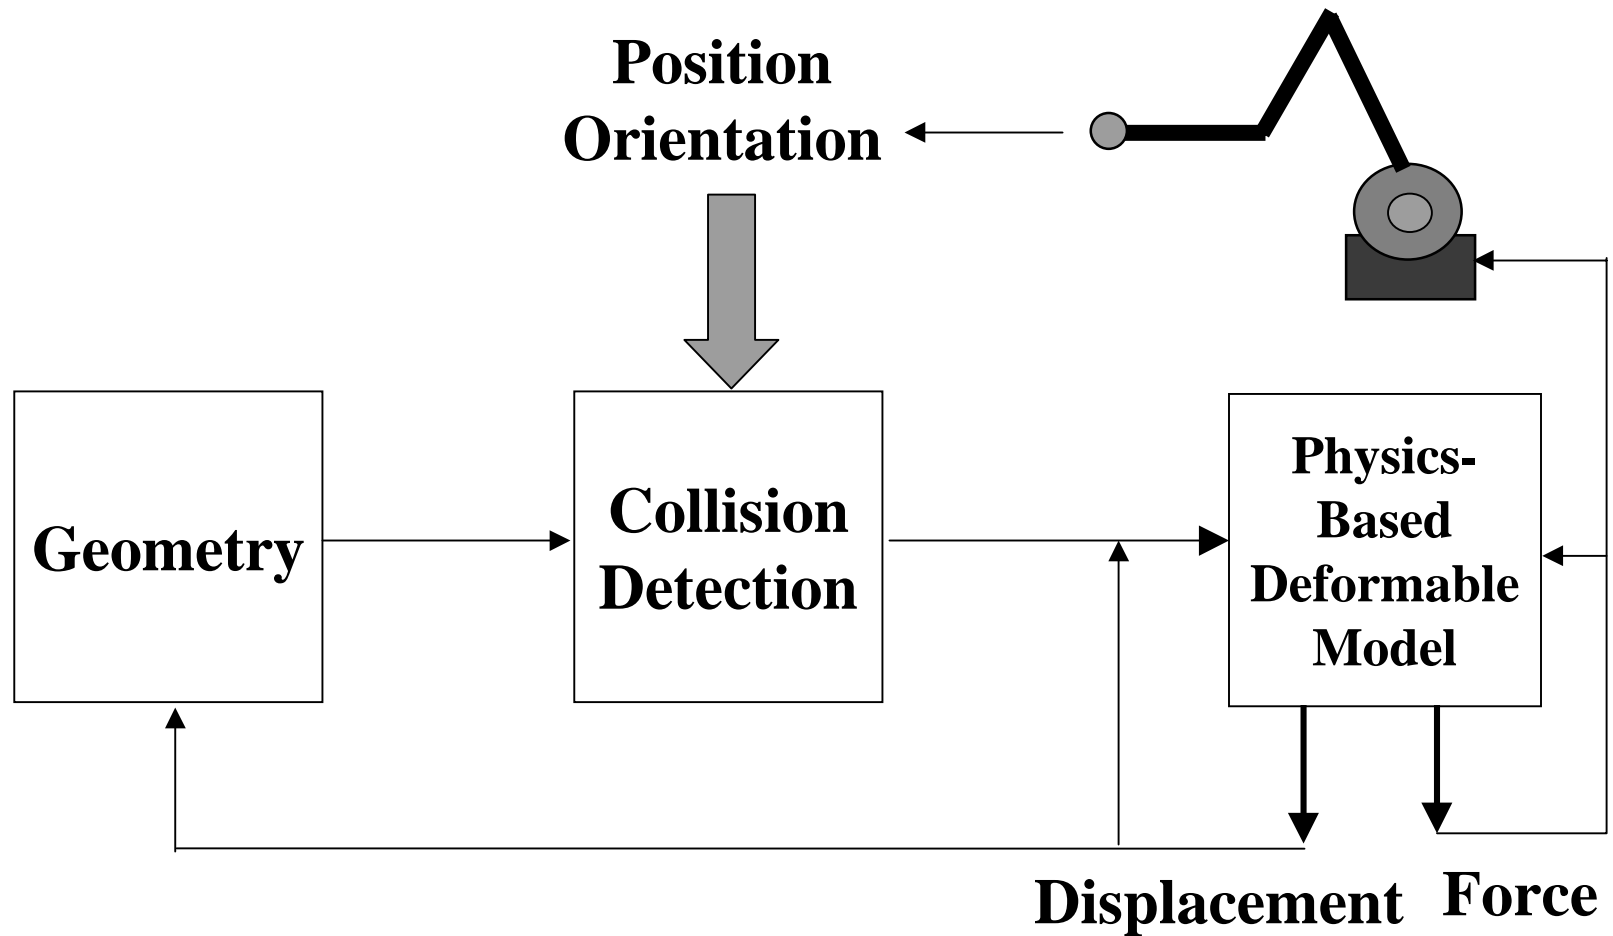 Position
Orientation
Geometry
Collision
Detection
Physics-
Based
Deformable
Model
Displacement
Force